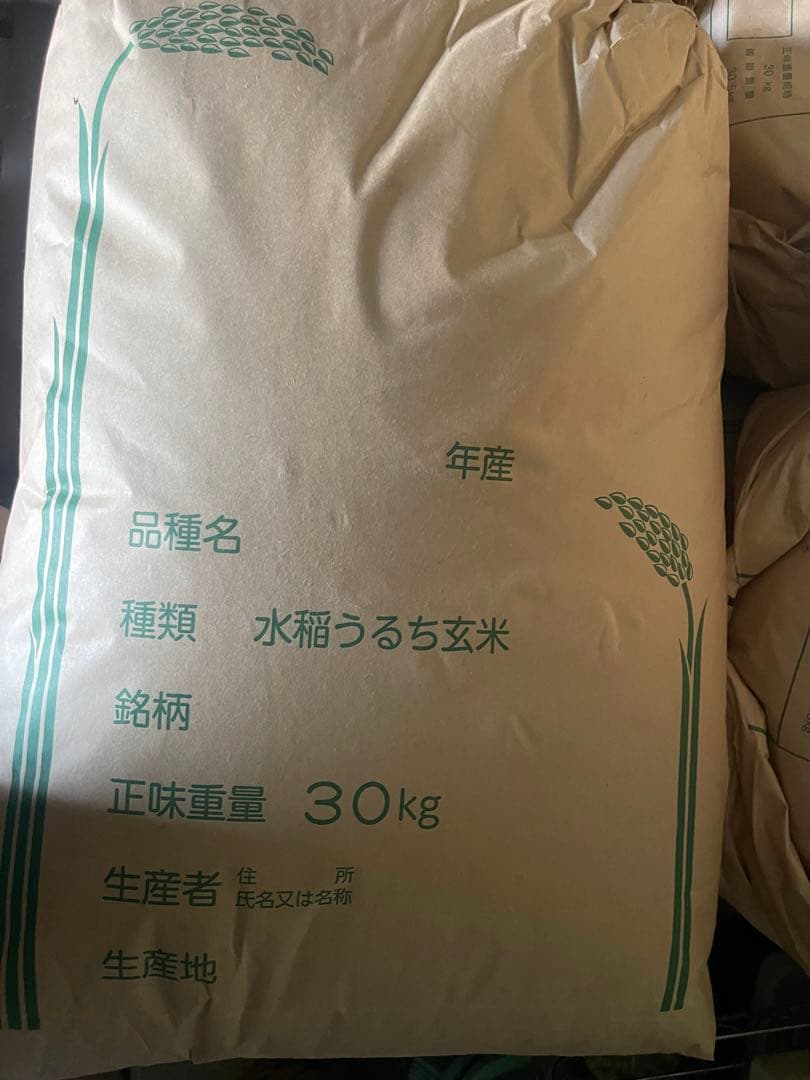 年産
品種名
種類 水稲うるち玄米
銘柄
正味重量 30kg
生産者 住所
氏名又は名称
生産地
30kg